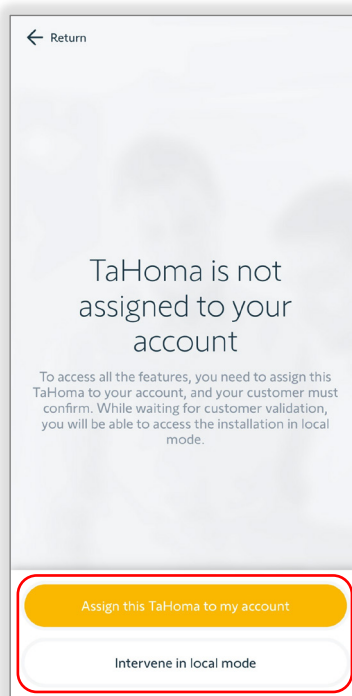 Return
TaHoma is not
assigned to your
account
To access all the features, you need to assign this
TaHoma to your account, and your customer must
confirm. While waiting for customer validation,
you will be able to access the installation in local
mode.
Assign this TaHoma to my account
Intervene in local mode